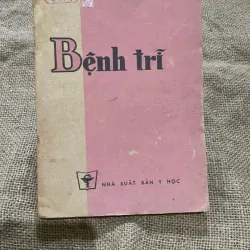 Bệnh trĩ
NHÀ XUẤT BẢN Y HỌC